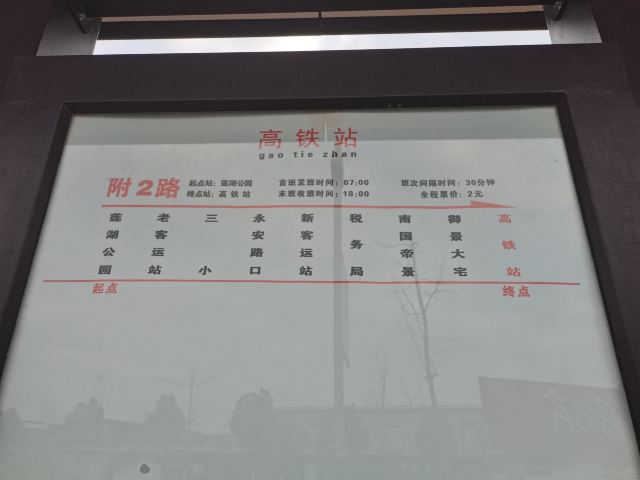 高铁站
gao tie zhan
附2路
起点站：莲湖公园 首班发班时间：07:00 班次间隔时间：30分钟
终点站：高铁站 末班收班时间：18:00 全程票价：2元
莲湖公园
老客运站
三小
永安路口
新客运站
税务局
南国帝景
御景大宅
高铁站
起点
终点